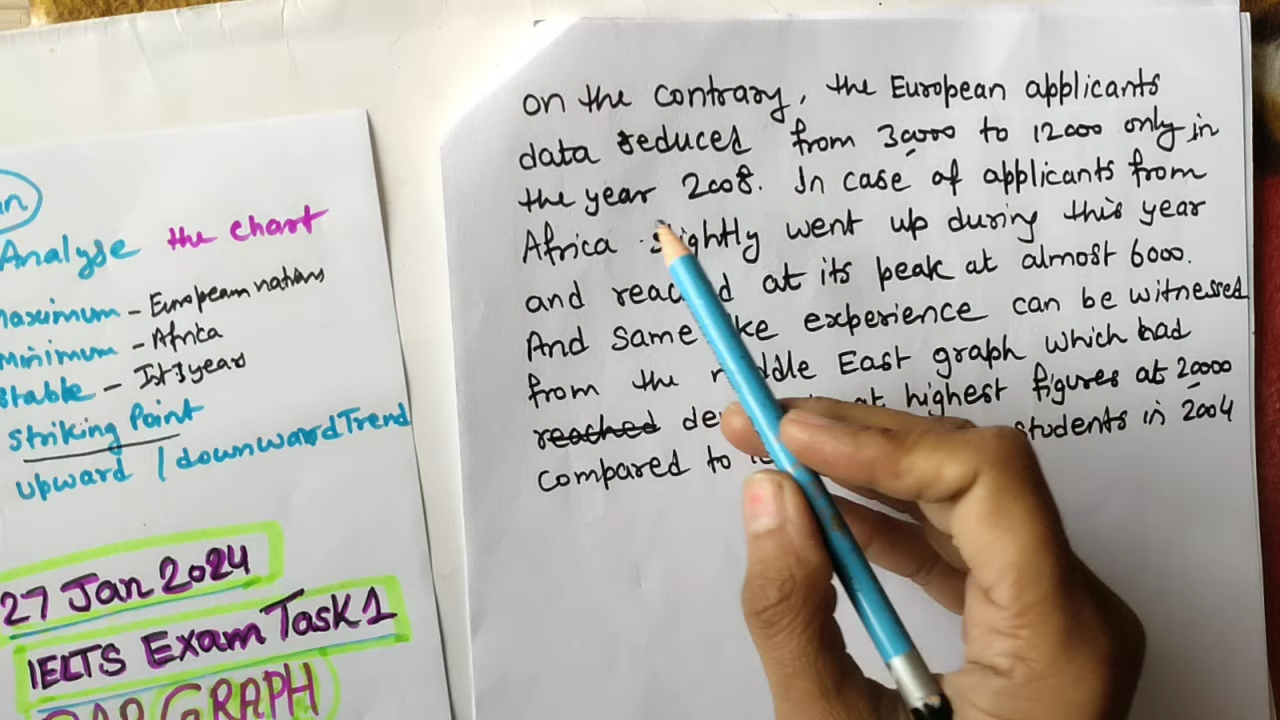 Analyse the chart
Maximum - European nations
Minimum - Africa
Stable - Ist 3 year
Striking Point
upward / downward Trend
27 Jan 2024
IELTS Exam Task 1
GRAPH
on the contrary, the European applicants
data reduced from 30000 to 12000 only in
the year 2008. In case of applicants from
Africa slightly went up during this year
and reached at its peak at almost 6000.
And same like experience can be witnessed
from the middle East graph which had
reached at highest figures at 20000
compared to students in 2004